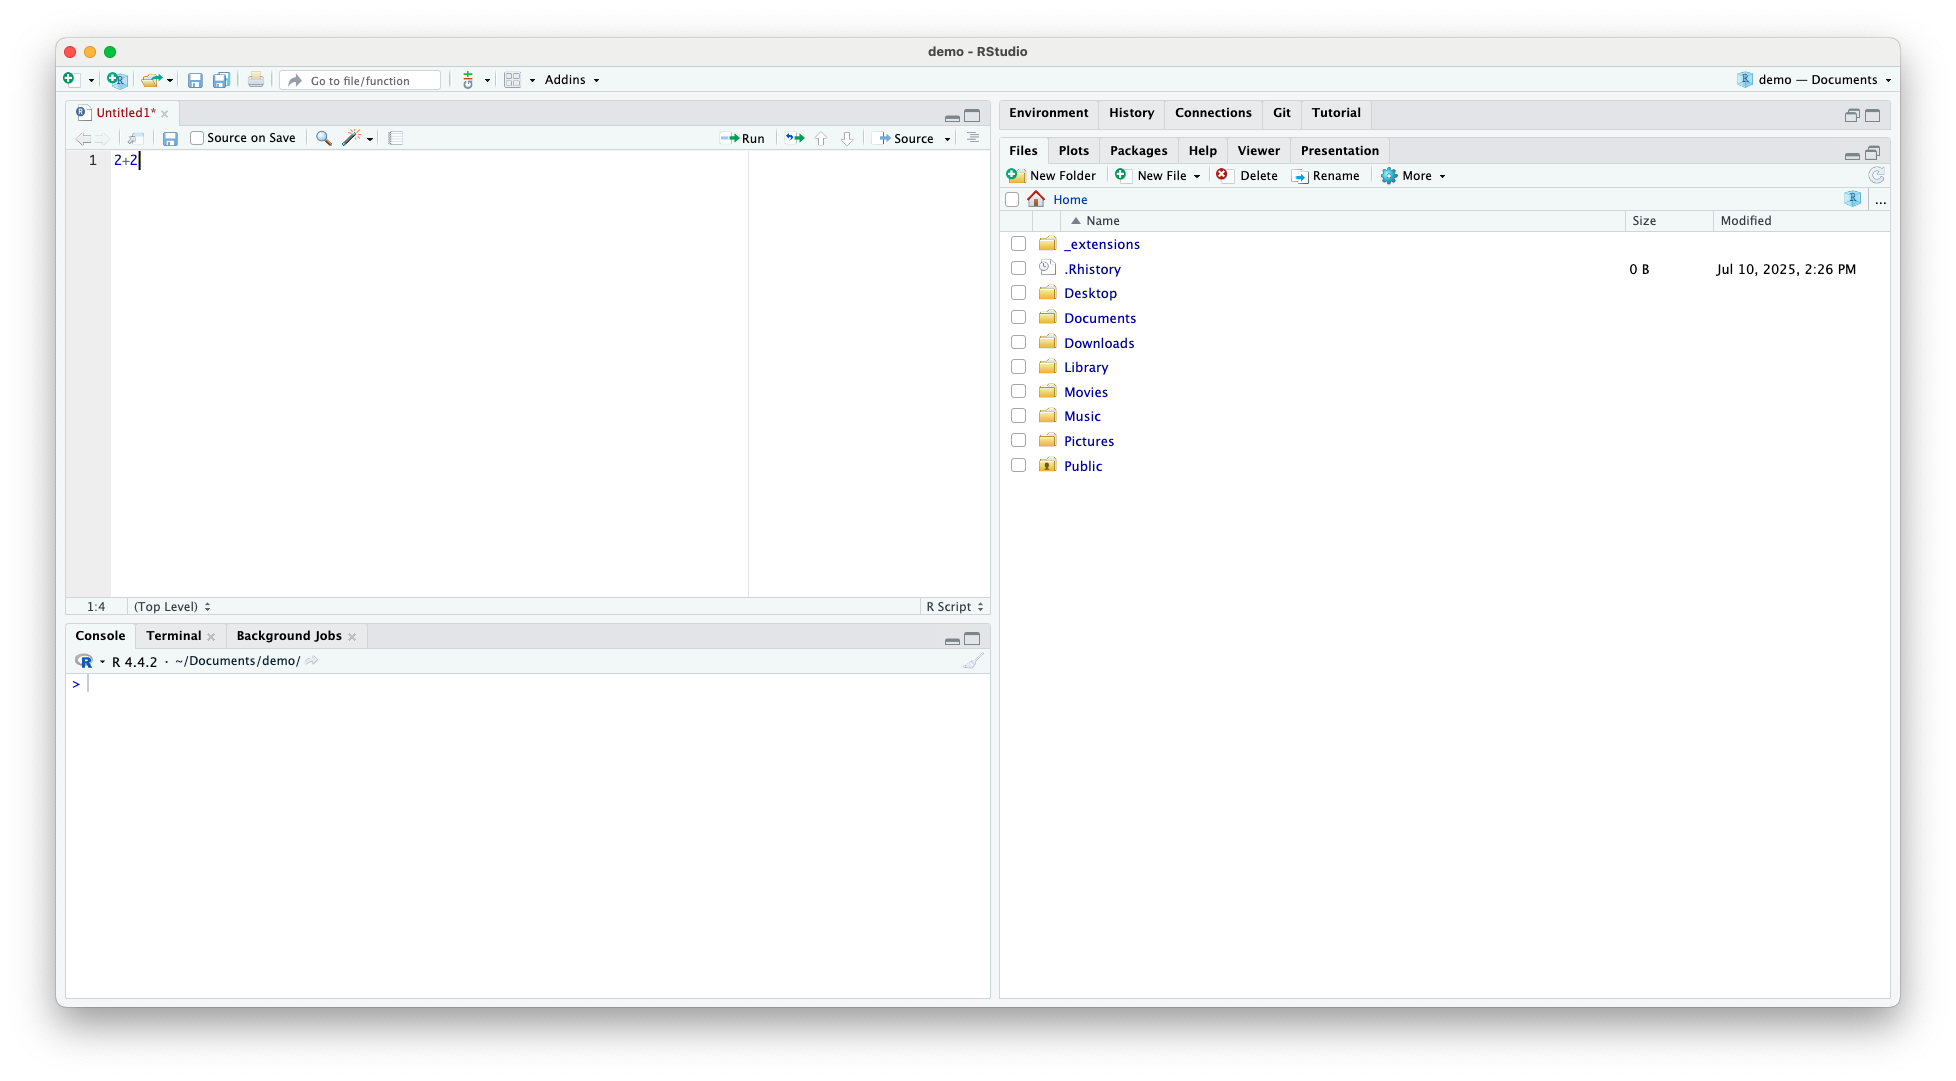 demo - RStudio
Go to file/function
Addins
demo — Documents
Untitled1*
Source on Save
Run
Source
1 2+2
1:4 (Top Level) R Script
Console Terminal Background Jobs
R R 4.4.2 · ~/Documents/demo/
>
Environment History Connections Git Tutorial
Files Plots Packages Help Viewer Presentation
New Folder New File Delete Rename More
Home ...
Name Size Modified
_extensions
.Rhistory 0 B Jul 10, 2025, 2:26 PM
Desktop
Documents
Downloads
Library
Movies
Music
Pictures
Public